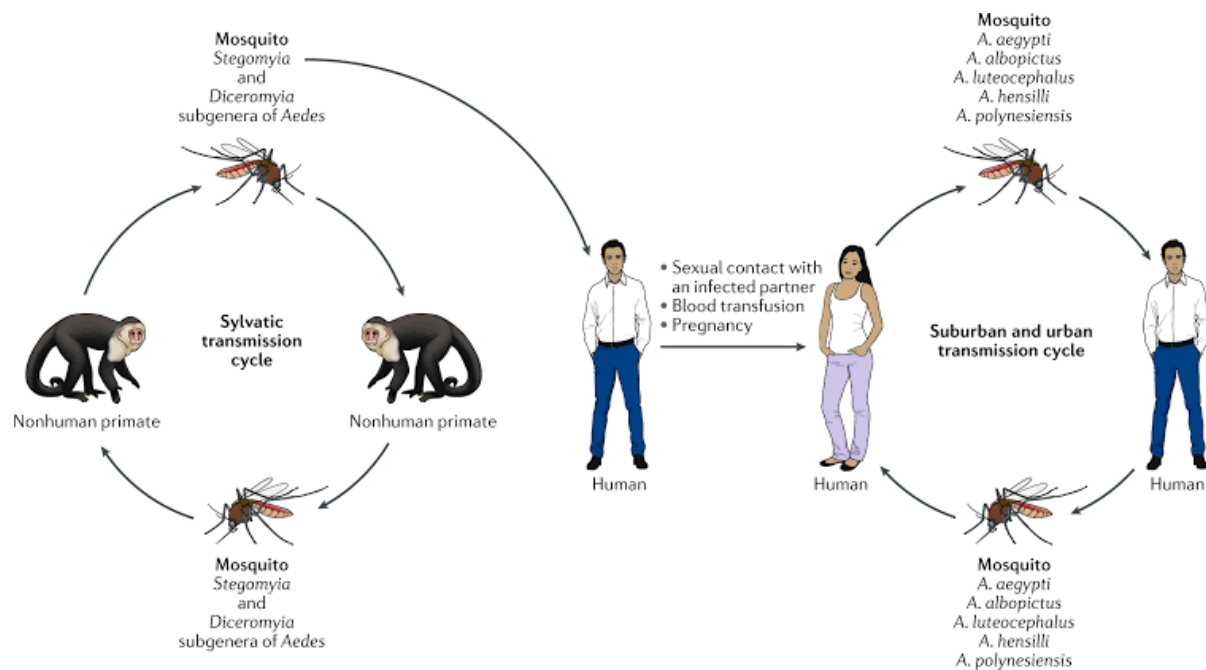 Mosquito
Stegomyia
and
Diceromyia
subgenera of Aedes
Mosquito
A. aegypti
A. albopictus
A. luteocephalus
A. hensilli
A. polynesiensis
Sylvatic
transmission
cycle
Nonhuman primate
Nonhuman primate
• Sexual contact with
an infected partner
• Blood transfusion
• Pregnancy
Suburban and urban
transmission cycle
Human
Human
Human
Mosquito
Stegomyia
and
Diceromyia
subgenera of Aedes
Mosquito
A. aegypti
A. albopictus
A. luteocephalus
A. hensilli
A. polynesiensis